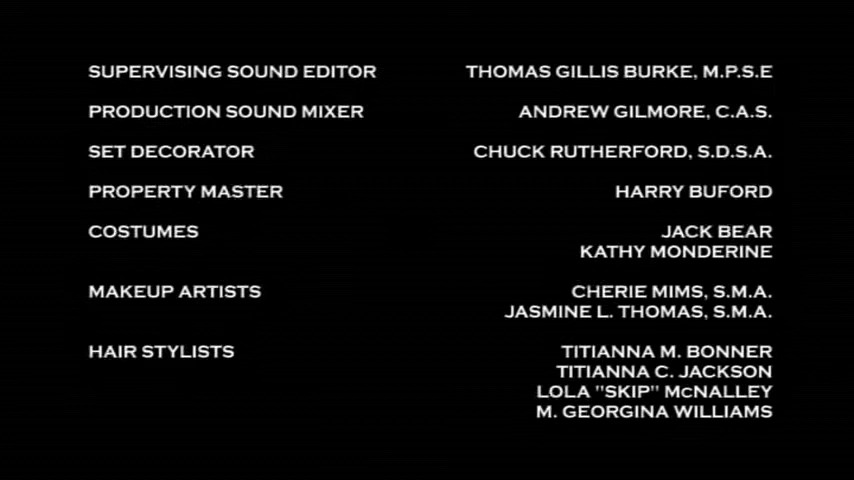 SUPERVISING SOUND EDITOR THOMAS GILLIS BURKE, M.P.S.E
PRODUCTION SOUND MIXER ANDREW GILMORE, C.A.S.
SET DECORATOR CHUCK RUTHERFORD, S.D.S.A.
PROPERTY MASTER HARRY BUFORD
COSTUMES JACK BEAR
KATHY MONDERINE
MAKEUP ARTISTS CHERIE MIMS, S.M.A.
JASMINE L. THOMAS, S.M.A.
HAIR STYLISTS TITIANNA M. BONNER
TITIANNA C. JACKSON
LOLA "SKIP" McNALLEY
M. GEORGINA WILLIAMS